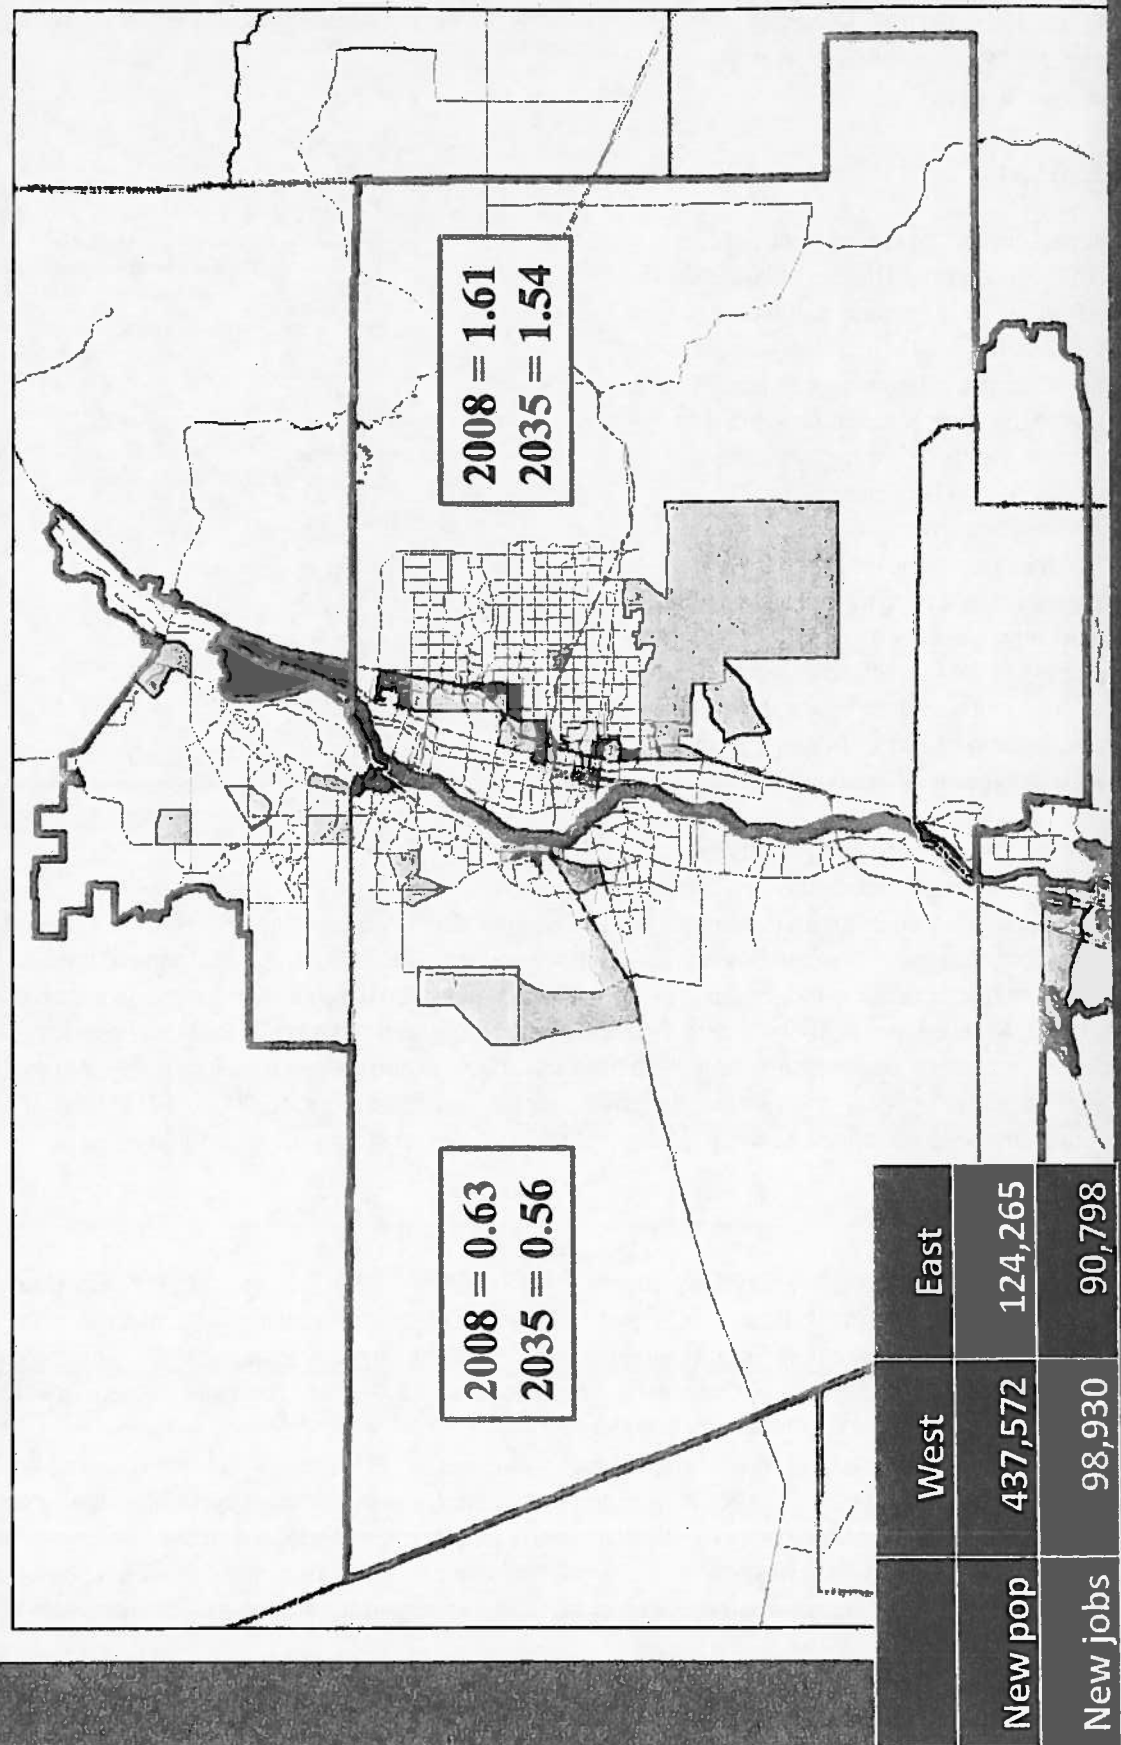 2008 = 0.63
2035 = 0.56
2008 = 1.61
2035 = 1.54
West East
New pop 437,572 124,265
New jobs 98,930 90,798